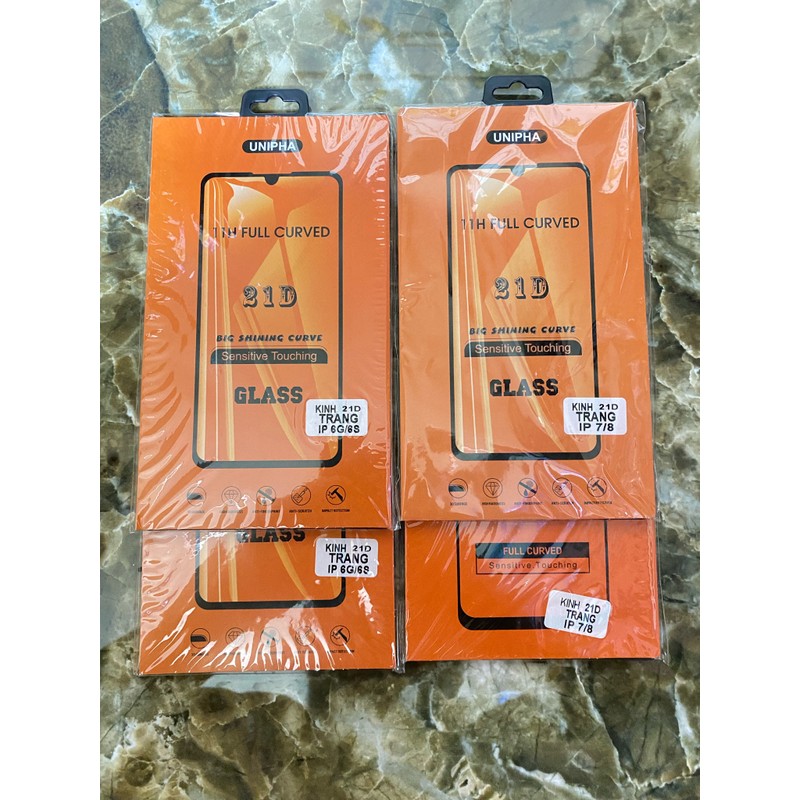 UNIPHA
11H FULL CURVED
21D
BIG SHINING CURVE
Sensitive Touching
GLASS
KINH 21D
TRANG
IP 6G/6S
UNIPHA
11H FULL CURVED
21D
BIG SHINING CURVE
Sensitive Touching
GLASS
KINH 21D
TRANG
IP 7/8
GLASS
KINH 21D
TRANG
IP 6G/6S
FULL CURVED
Sensitive Touching
KINH 21D
TRANG
IP 7/8